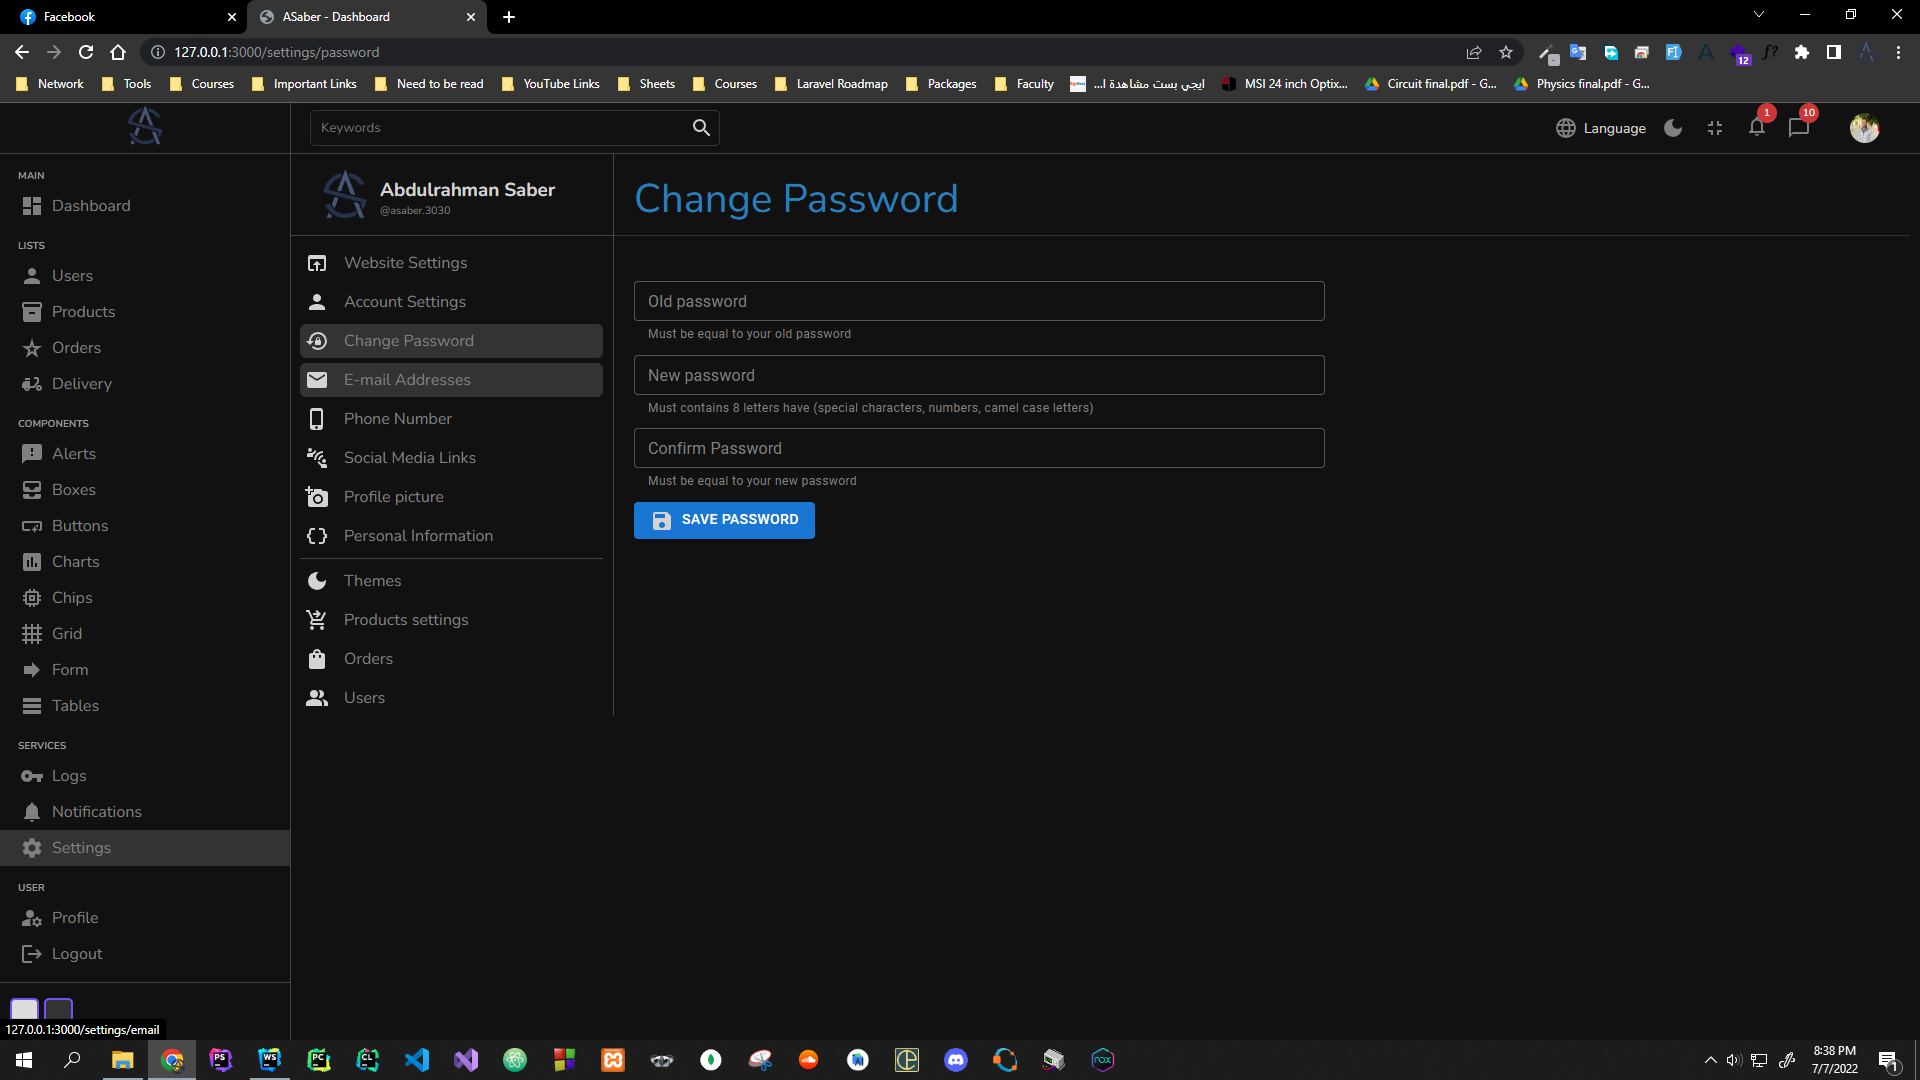 Facebook
ASaber - Dashboard
127.0.0.1:3000/settings/password
Network
Tools
Courses
Important Links
Need to be read
YouTube Links
Sheets
Courses
Laravel Roadmap
Packages
Faculty
ايجي بست مشاهدة ا...
MSI 24 inch Optix...
Circuit final.pdf - G...
Physics final.pdf - G...
12
Keywords
Language
1
10
MAIN
Dashboard
LISTS
Users
Products
Orders
Delivery
COMPONENTS
Alerts
Boxes
Buttons
Charts
Chips
Grid
Form
Tables
SERVICES
Logs
Notifications
Settings
USER
Profile
Logout
127.0.0.1:3000/settings/email
Abdulrahman Saber
@asaber.3030
Website Settings
Account Settings
Change Password
E-mail Addresses
Phone Number
Social Media Links
Profile picture
Personal Information
Themes
Products settings
Orders
Users
Change Password
Old password
Must be equal to your old password
New password
Must contains 8 letters have (special characters, numbers, camel case letters)
Confirm Password
Must be equal to your new password
SAVE PASSWORD
PS
WS
PC
CL
nox
8:38 PM
7/7/2022
1